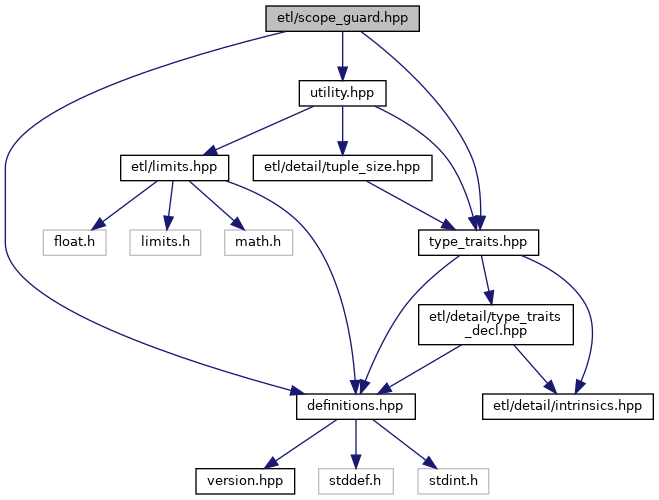 etl/scope_guard.hpp
utility.hpp
etl/limits.hpp
etl/detail/tuple_size.hpp
float.h
limits.h
math.h
type_traits.hpp
etl/detail/type_traits
_decl.hpp
definitions.hpp
etl/detail/intrinsics.hpp
version.hpp
stddef.h
stdint.h